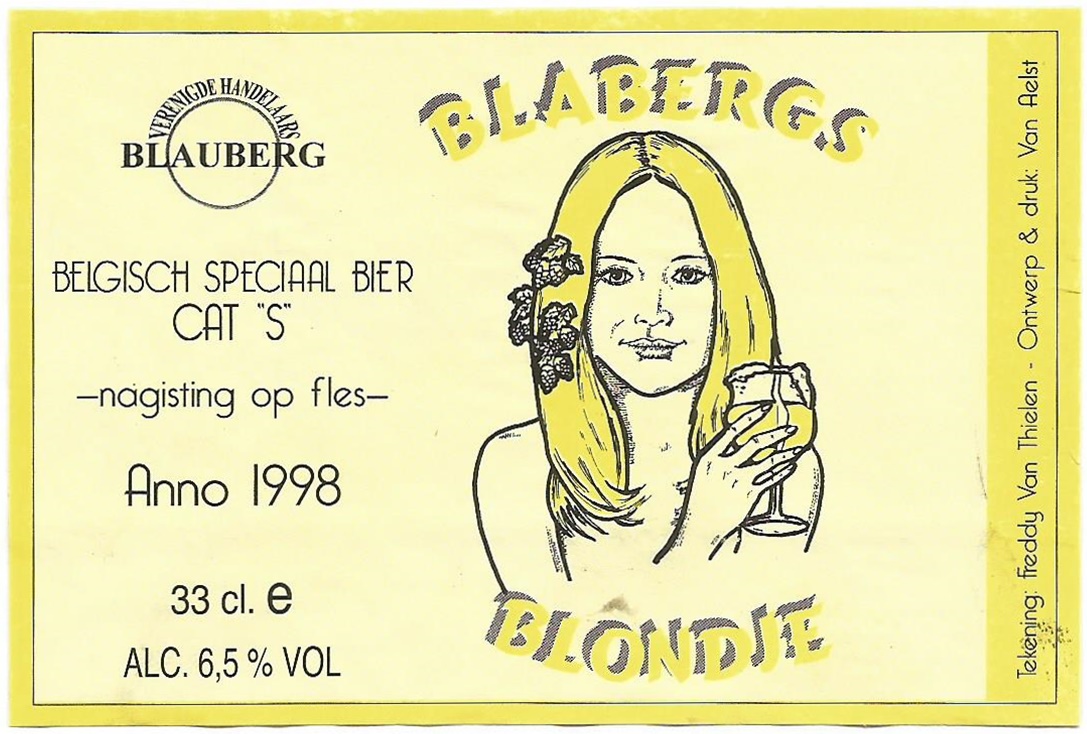 VERENIGDE HANDELAARS
BLAUBERG
BELGISCH SPECIAAL BIER
CAT "S"
–nagisting op fles–
Anno 1998
33 cl. e
ALC. 6,5 % VOL
BLABERGS
BLONDJE
Tekening: Freddy Van Thielen - Ontwerp & druk: Van Aelst